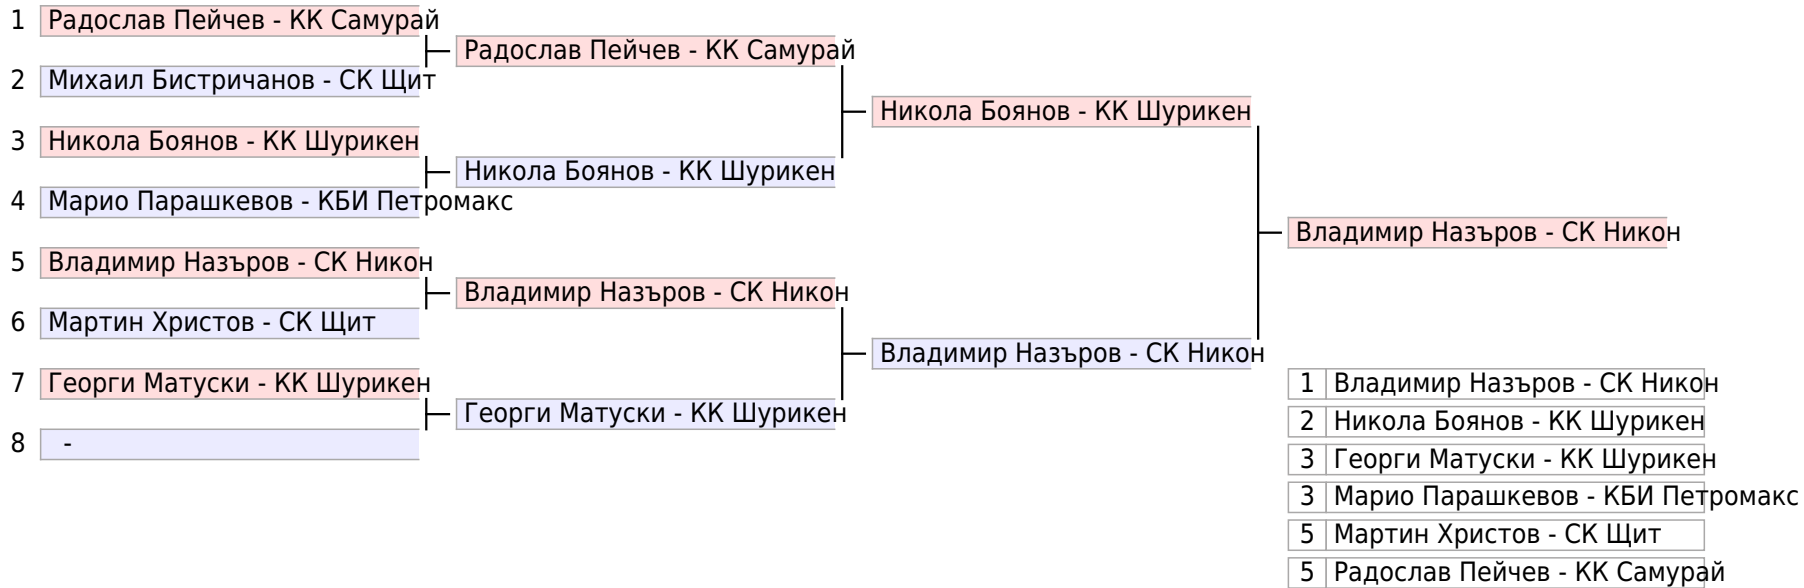 1 Радослав Пейчев - КК Самурай
Радослав Пейчев - КК Самурай
2 Михаил Бистричанов - СК Щит
Никола Боянов - КК Шурикен
3 Никола Боянов - КК Шурикен
Никола Боянов - КК Шурикен
4 Марио Парашкевов - КБИ Петромакс
Владимир Назъров - СК Никон
5 Владимир Назъров - СК Никон
Владимир Назъров - СК Никон
6 Мартин Христов - СК Щит
Владимир Назъров - СК Никон
7 Георги Матуски - КК Шурикен
Георги Матуски - КК Шурикен
8 -
1 Владимир Назъров - СК Никон
2 Никола Боянов - КК Шурикен
3 Георги Матуски - КК Шурикен
3 Марио Парашкевов - КБИ Петромакс
5 Мартин Христов - СК Щит
5 Радослав Пейчев - КК Самурай